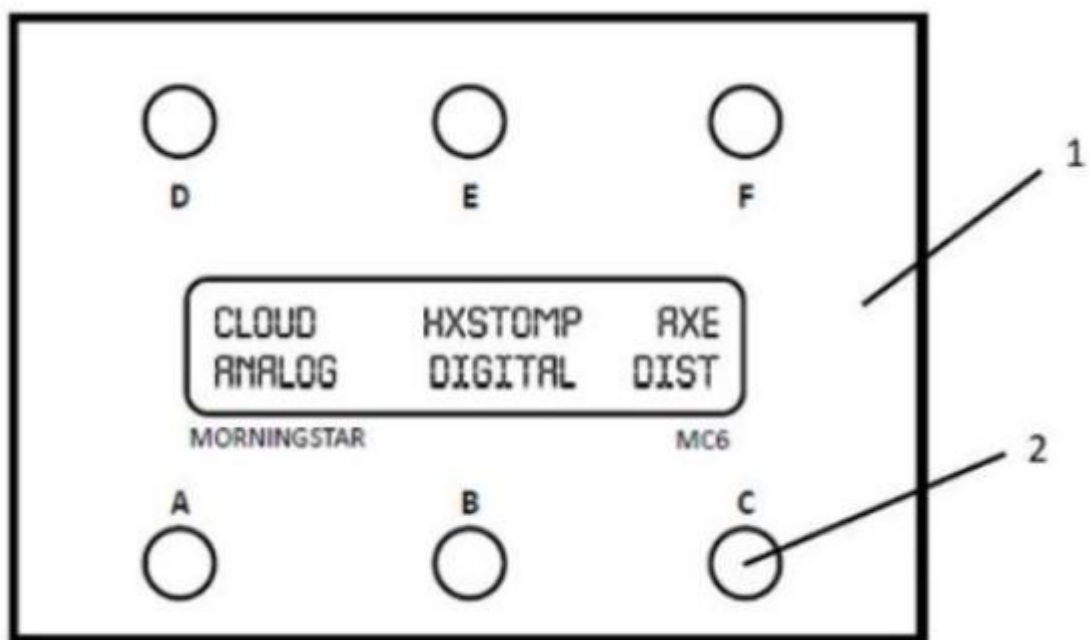 D E F
1
CLOUD HXSTOMP AXE
ANALOG DIGITAL DIST
MORNINGSTAR MC6
2
A B C